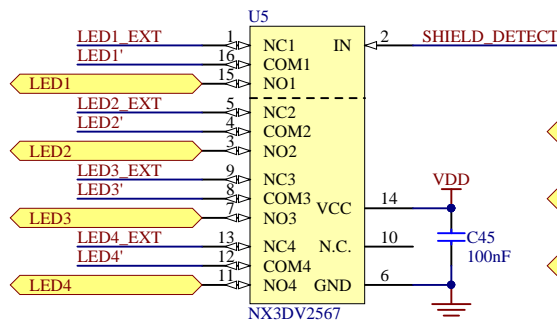 U5
LED1_EXT 1 NC1 IN 2 SHIELD_DETECT
LED1' 16 COM1
LED1 15 NO1
LED2_EXT 5 NC2
LED2' 4 COM2
LED2 3 NO2
LED3_EXT 9 NC3
LED3' 8 COM3 VCC 14 VDD
LED3 7 NO3
LED4_EXT 13 NC4 N.C. 10 C45
100nF
LED4' 12 COM4
LED4 11 NO4 GND 6
NX3DV2567